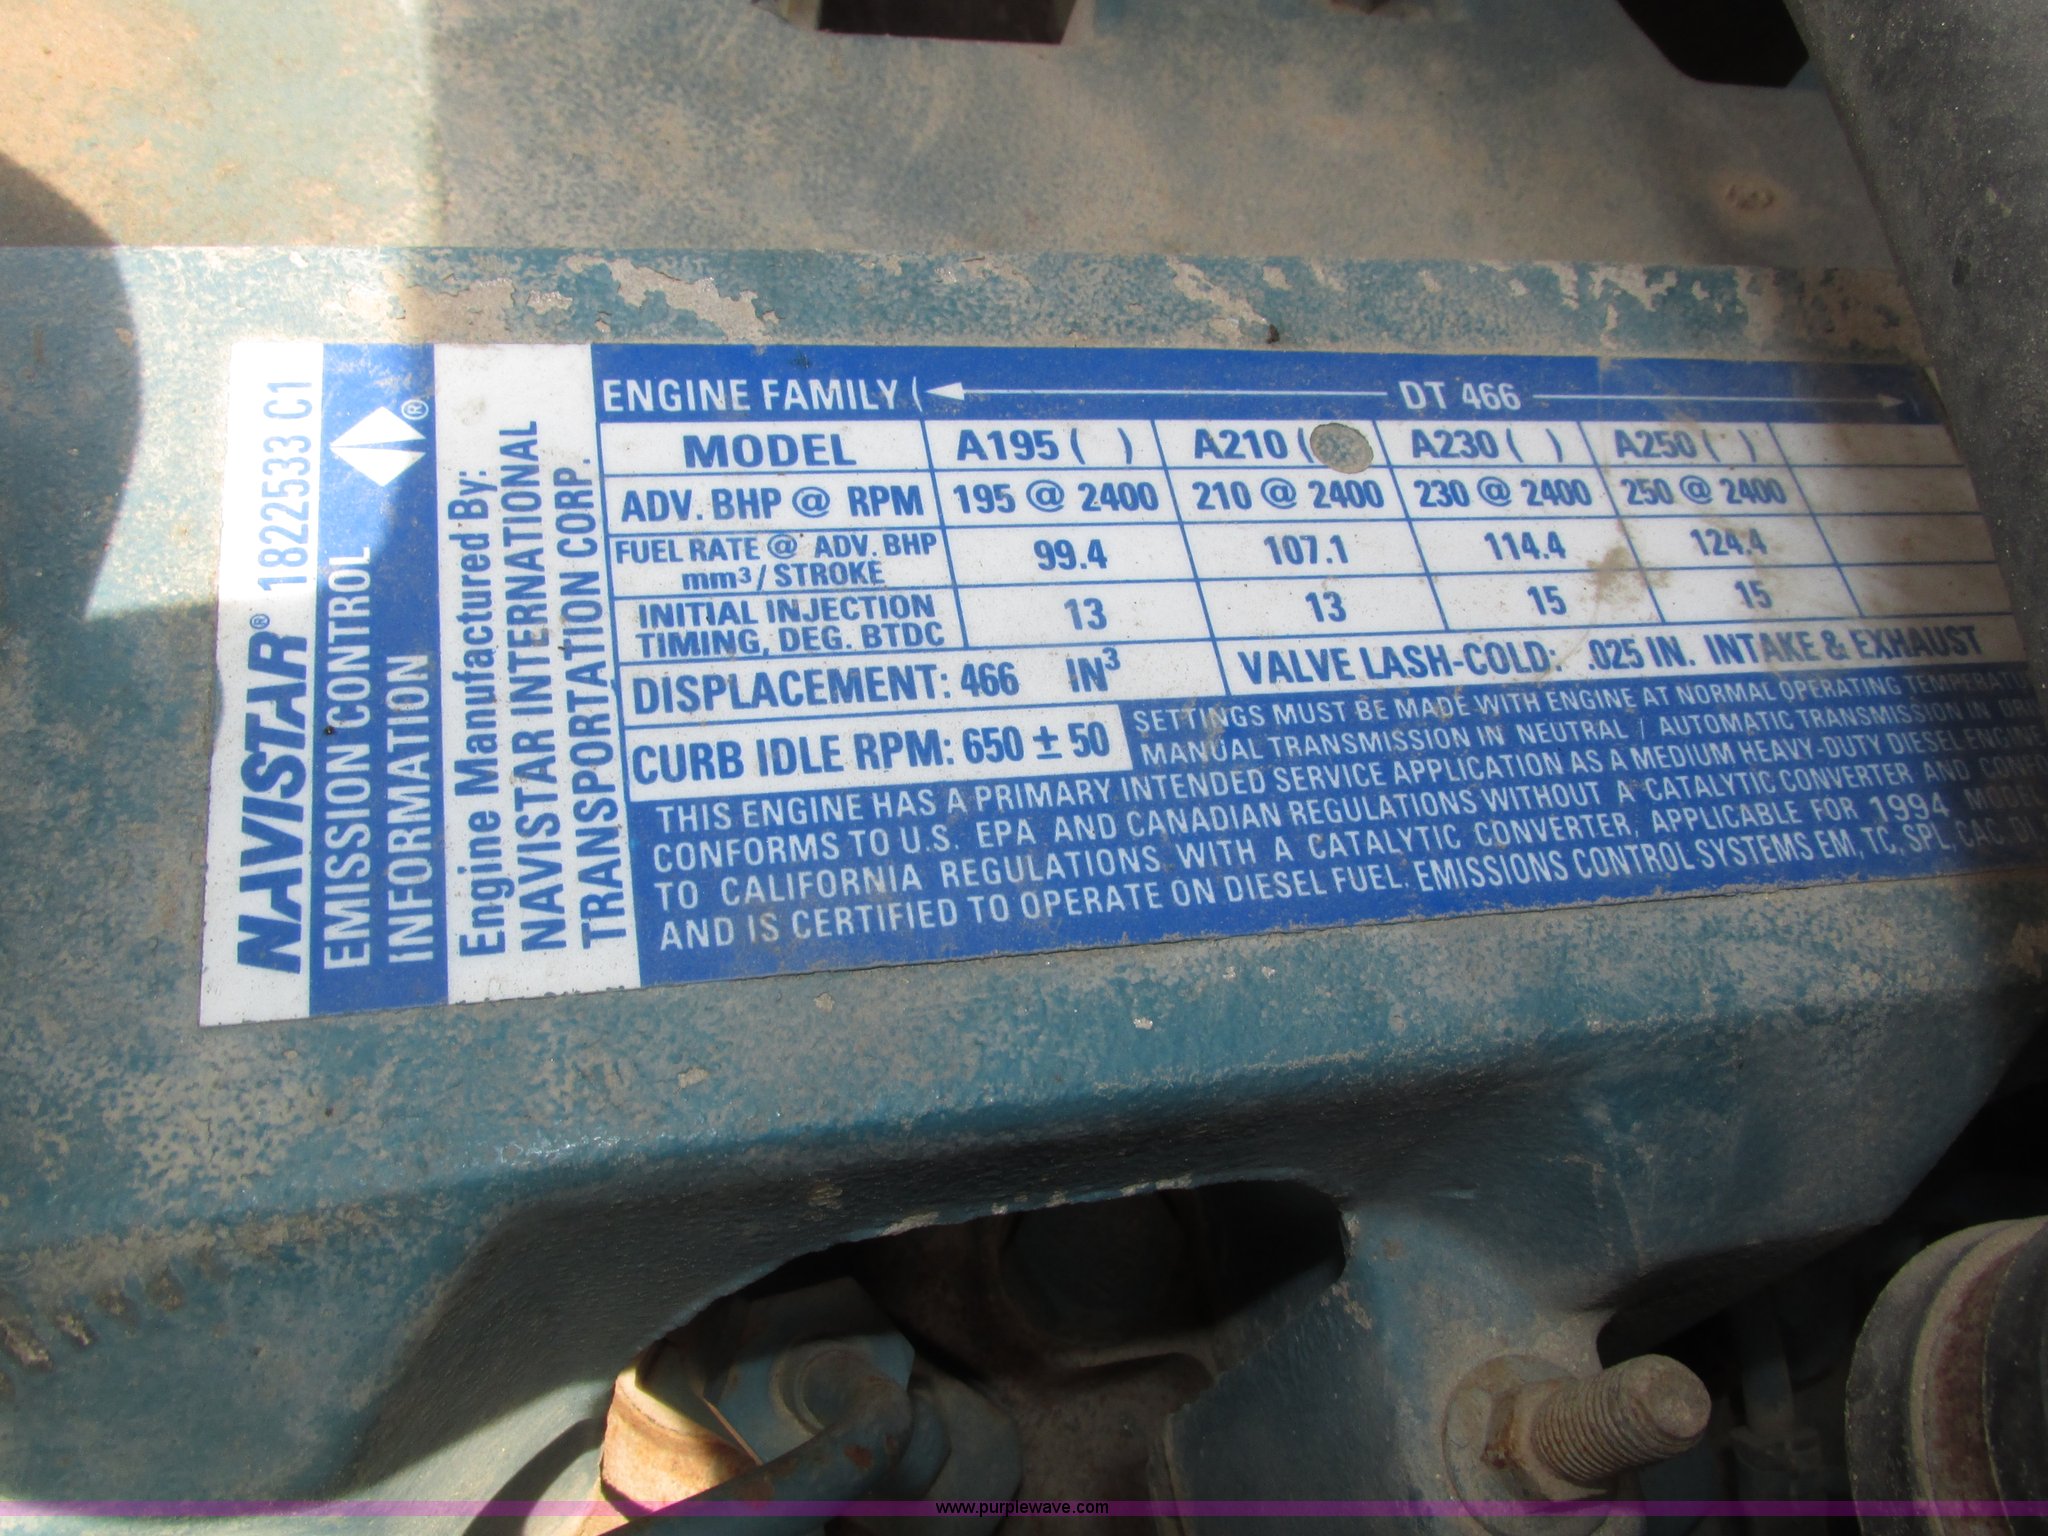 NAVISTAR® 1822533 C1
EMISSION CONTROL
INFORMATION
®
Engine Manufactured By:
NAVISTAR INTERNATIONAL
TRANSPORTATION CORP.
ENGINE FAMILY ( DT 466
MODEL A195 ( ) A210 ( A230 ( ) A250 ( )
ADV. BHP @ RPM 195 @ 2400 210 @ 2400 230 @ 2400 250 @ 2400
FUEL RATE @ ADV. BHP
mm³/ STROKE 99.4 107.1 114.4 124.4
INITIAL INJECTION
TIMING, DEG. BTDC 13 13 15 15
DISPLACEMENT: 466 IN³ VALVE LASH-COLD: .025 IN. INTAKE & EXHAUST
CURB IDLE RPM: 650 ± 50
SETTINGS MUST BE MADE WITH ENGINE AT NORMAL OPERATING
MANUAL TRANSMISSION IN NEUTRAL / AUTOMATIC TRANSMISSION IN
THIS ENGINE HAS A PRIMARY INTENDED SERVICE APPLICATION AS A MEDIUM HEAVY-DUTY DIESEL ENGINE
CONFORMS TO U.S. EPA AND CANADIAN REGULATIONS WITHOUT A CATALYTIC CONVERTER AND
TO CALIFORNIA REGULATIONS WITH A CATALYTIC CONVERTER, APPLICABLE FOR 1994 MODEL
AND IS CERTIFIED TO OPERATE ON DIESEL FUEL. EMISSIONS CONTROL SYSTEMS EM, TC, SPL, CAC, DI
www.purplewave.com